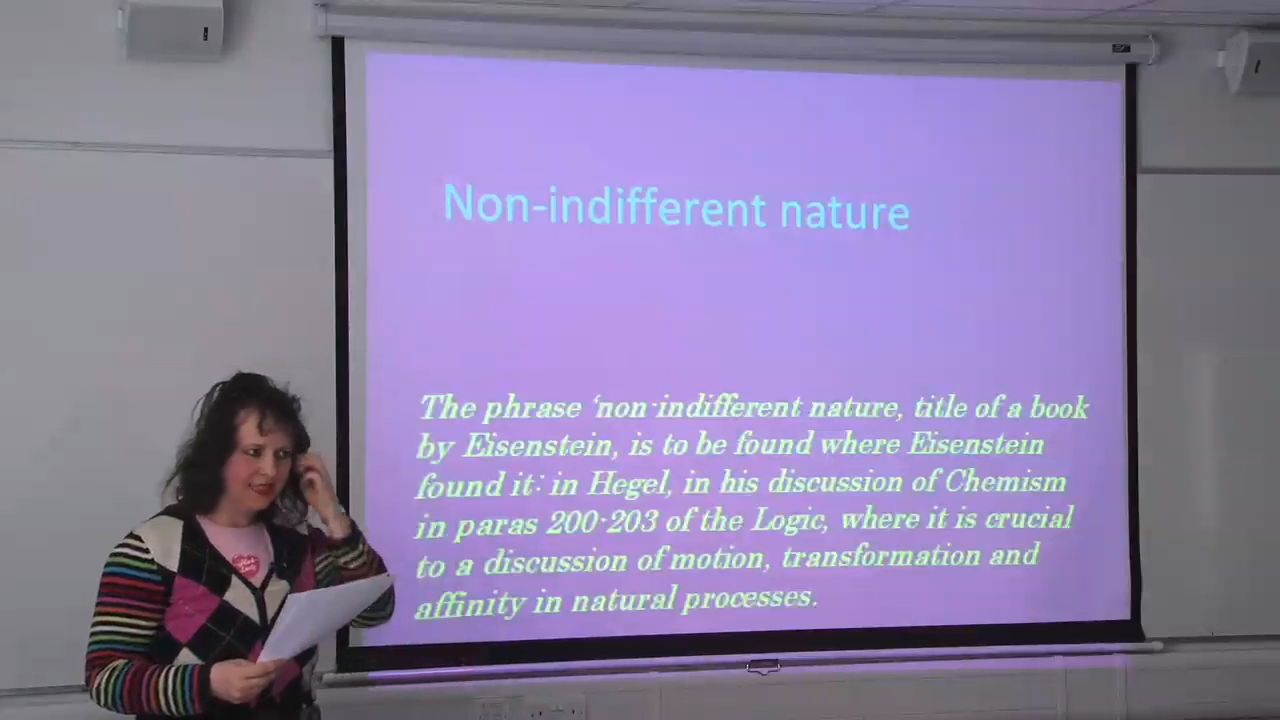 Non-indifferent nature
The phrase ‘non-indifferent nature, title of a book
by Eisenstein, is to be found where Eisenstein
found it: in Hegel, in his discussion of Chemism
in paras 200-203 of the Logic, where it is crucial
to a discussion of motion, transformation and
affinity in natural processes.